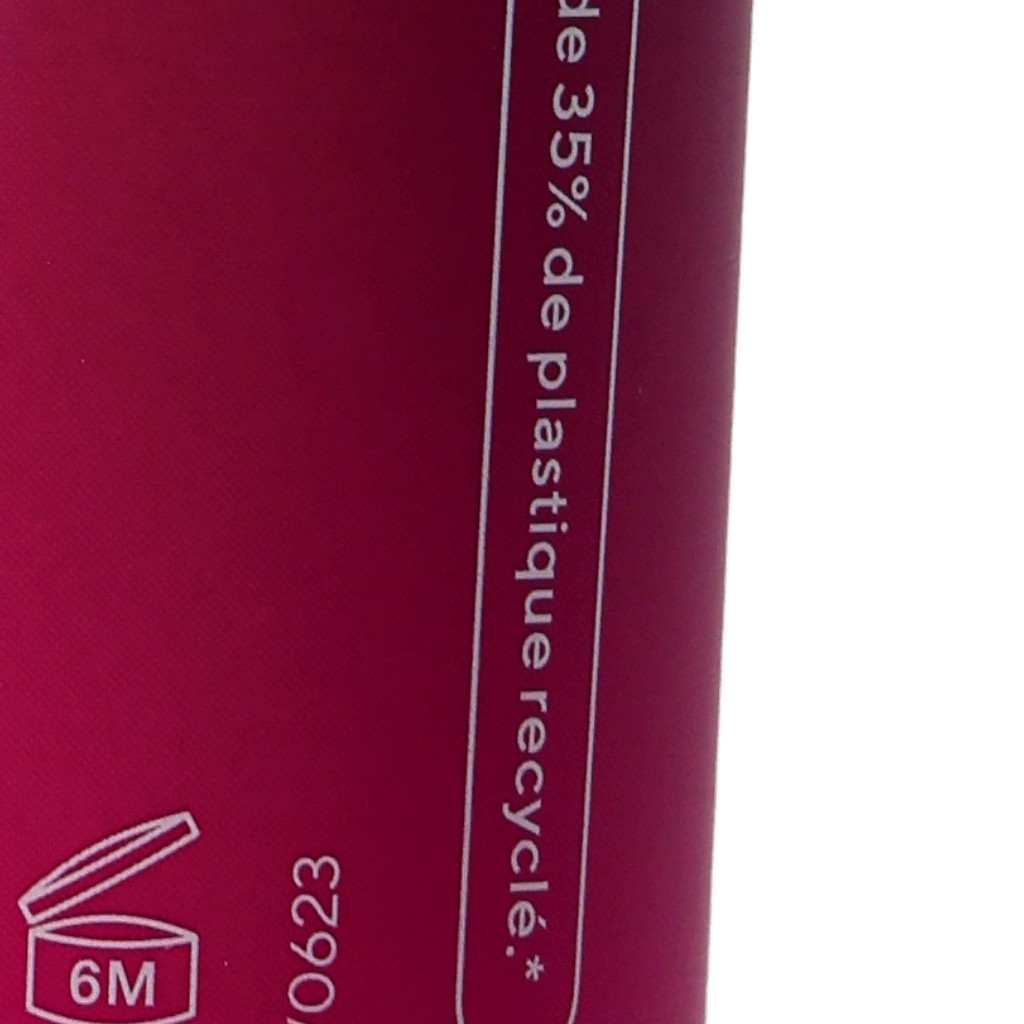 de 35% de plastique recyclé.*
6M
/0623